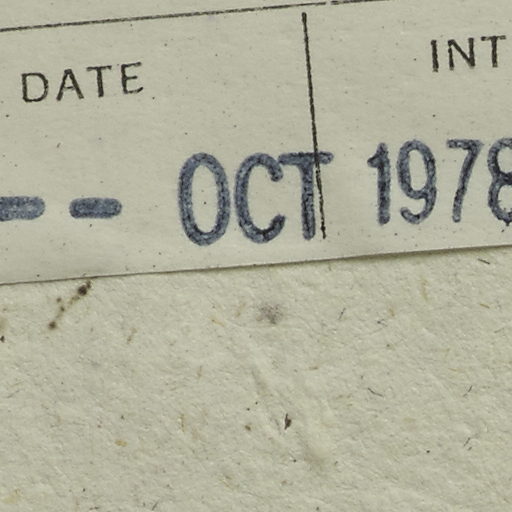 DATE INT
-- OCT 1978